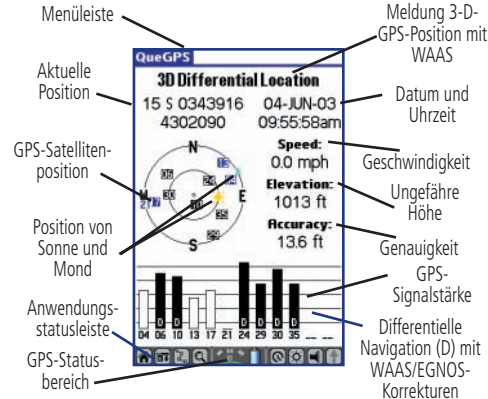 Menüleiste
Meldung 3-D-
GPS-Position mit
WAAS
QueGPS
3D Differential Location
Aktuelle
Position
15 S 0343916 04-JUN-03
4302090 09:55:58am
Datum und
Uhrzeit
GPS-Satelliten-
position
N
E
S
Speed:
0.0 mph
Geschwindigkeit
Elevation:
1013 ft
Ungefähre
Höhe
Accuracy:
13.6 ft
Genauigkeit
Position von
Sonne und
Mond
GPS-
Signalstärke
D D D D D D
04 06 10 13 17 21 24 29 30 35
Anwendungs-
statusleiste
Differentielle
Navigation (D) mit
WAAS/EGNOS-
Korrekturen
GPS-Status-
bereich